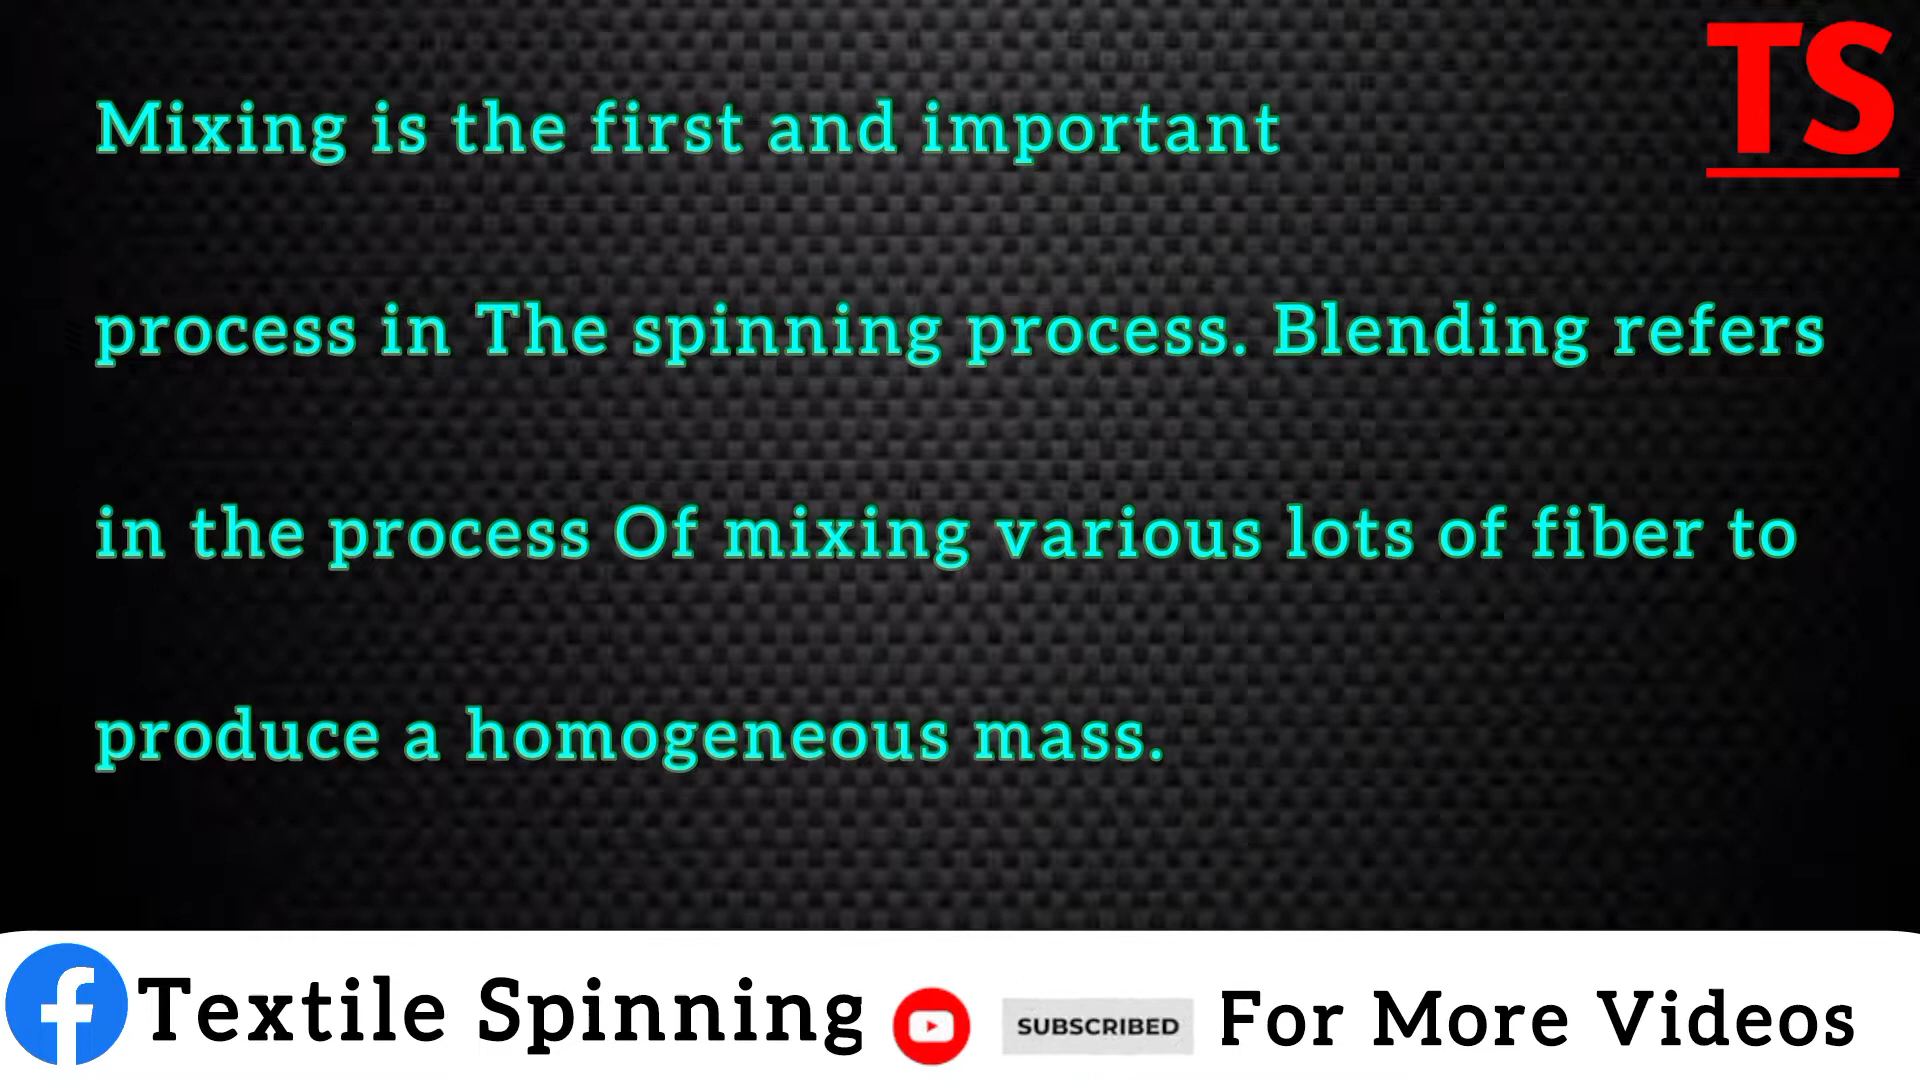 TS
Mixing is the first and important
process in The spinning process. Blending refers
in the process Of mixing various lots of fiber to
produce a homogeneous mass.
Textile Spinning SUBSCRIBED For More Videos